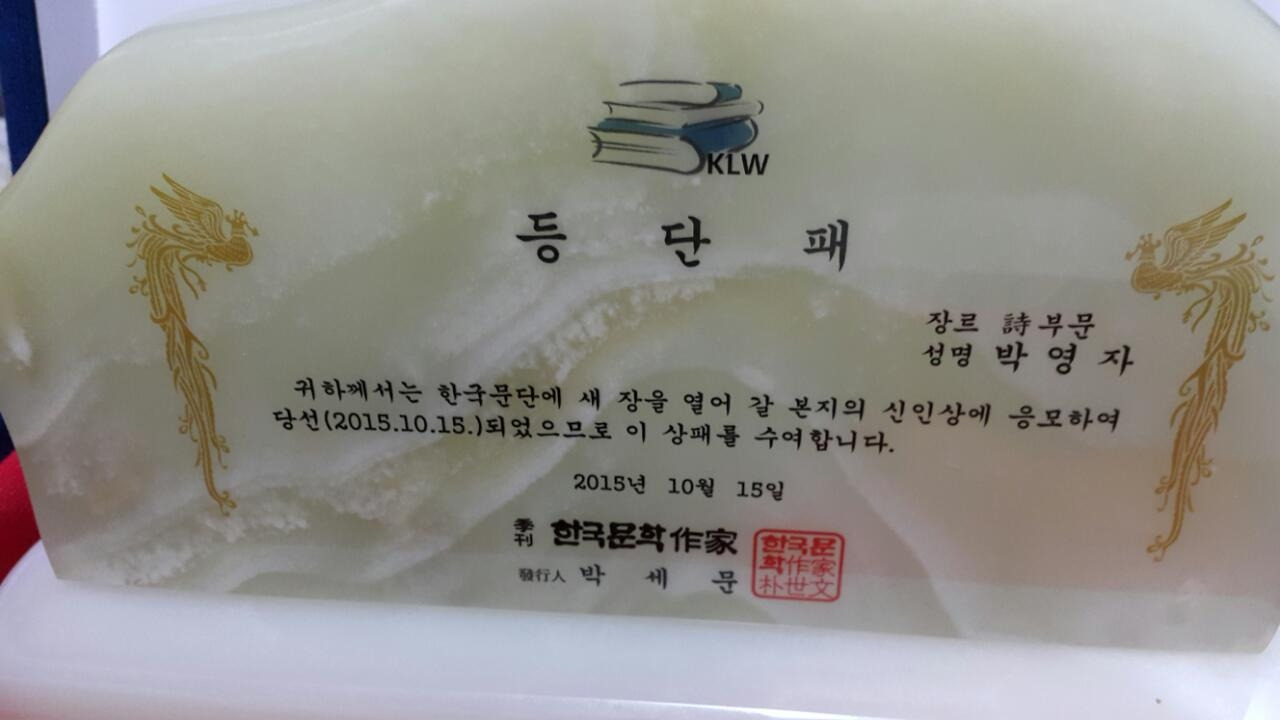 KLW
등 단 패
장르 詩부문
성명 박 영 자
귀하께서는 한국문단에 새 장을 열어 갈 본지의 신인상에 응모하여
당선(2015.10.15.)되었으므로 이 상패를 수여합니다.
2015년 10월 15일
季刊 한국문학作家
發行人 박 세 문
한국문
학作家
朴世文